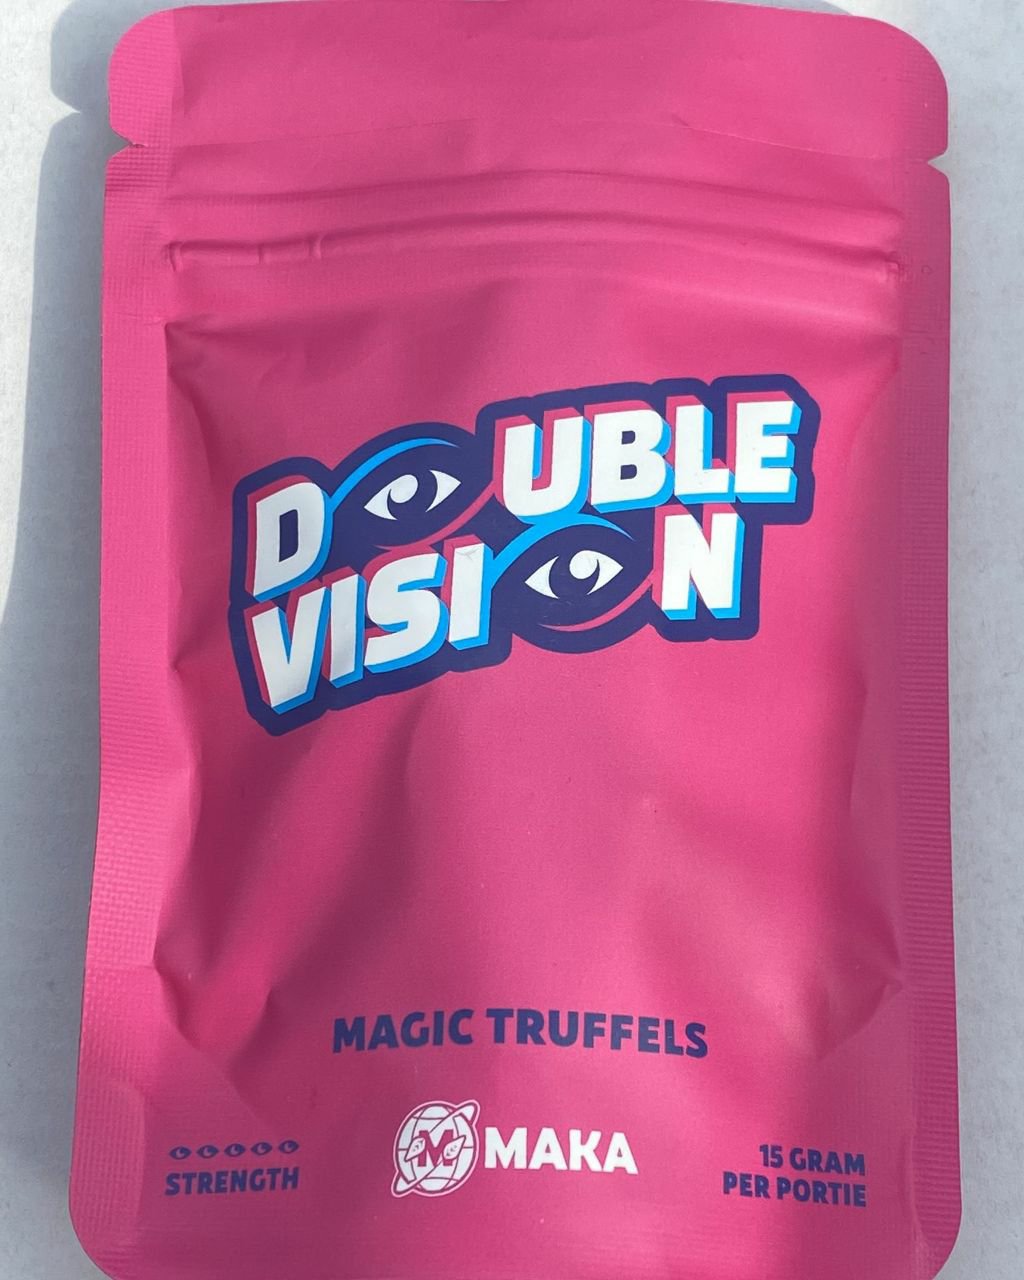 DOUBLE
VISION
MAGIC TRUFFELS
M MAKA
STRENGTH
15 GRAM
PER PORTIE